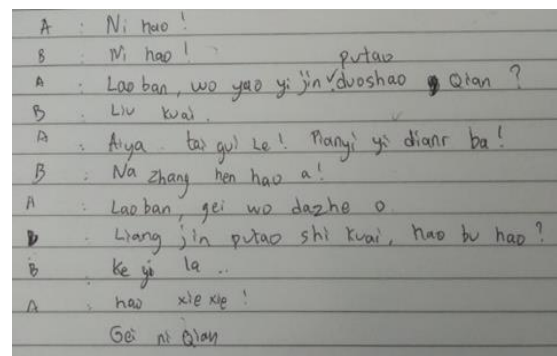 A : Ni hao !
B : Ni hao !
putao
A : Lao ban, wo yao yi jin duoshao Qian ?
B : Liu kuai.
A : Aiya. tai gui Le ! Pianyi yi dianr ba !
B : Na zhang hen hao a !
A : Lao ban, gei wo dazhe o.
: Liang jin putao shi kuai, hao bu hao ?
B : Ke yi la ..
A : hao xie xie !
Gei ni Qian